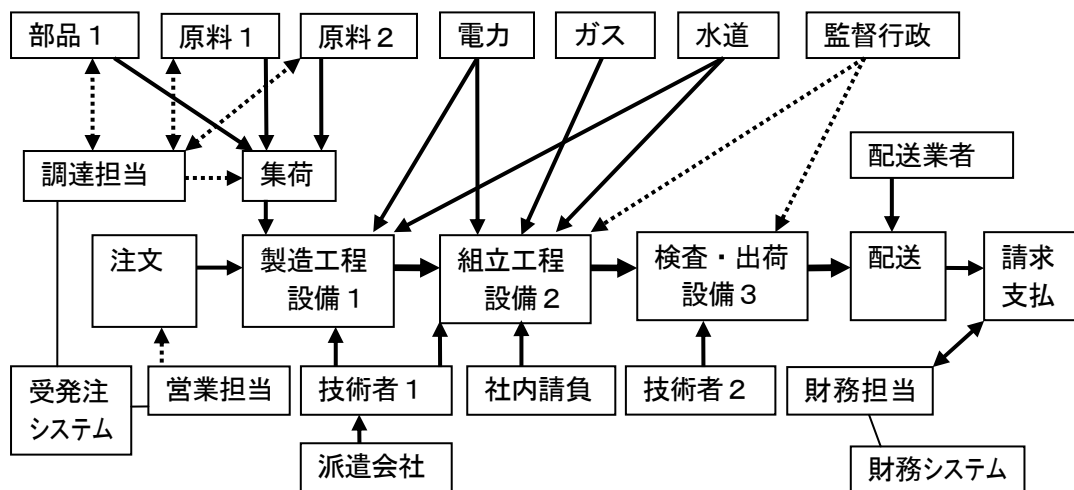 部品１
原料１
原料２
電力
ガス
水道
監督行政
配送業者
調達担当
集荷
注文
製造工程
設備１
組立工程
設備２
検査・出荷
設備３
配送
請求
支払
受発注
システム
営業担当
技術者１
社内請負
技術者２
財務担当
派遣会社
財務システム